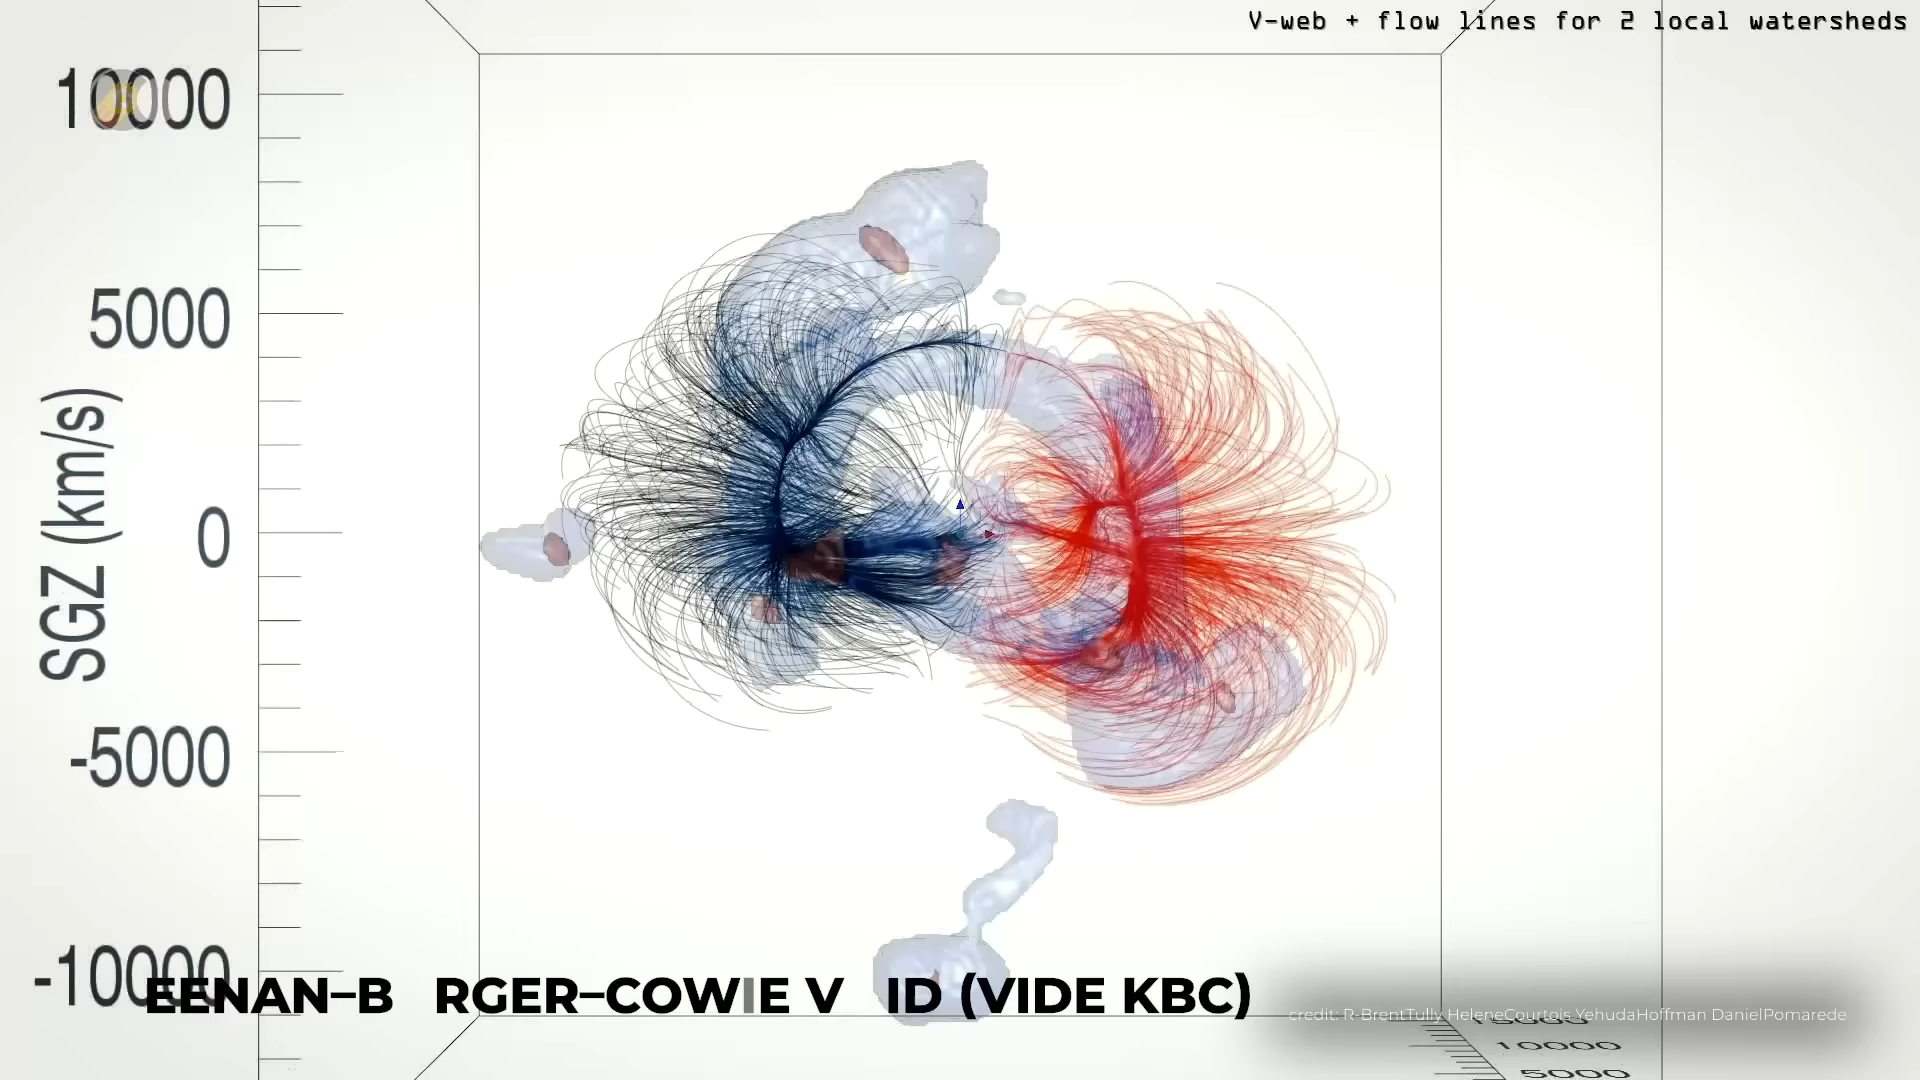 V-web + flow lines for 2 local watersheds
10000
5000
SGZ (km/s)
0
-5000
-10000
EENAN–B RGER–COWIE V ID (VIDE KBC)
credit: R-BrentTully HeleneCourtois YehudaHoffman DanielPomarede
15000
10000
5000